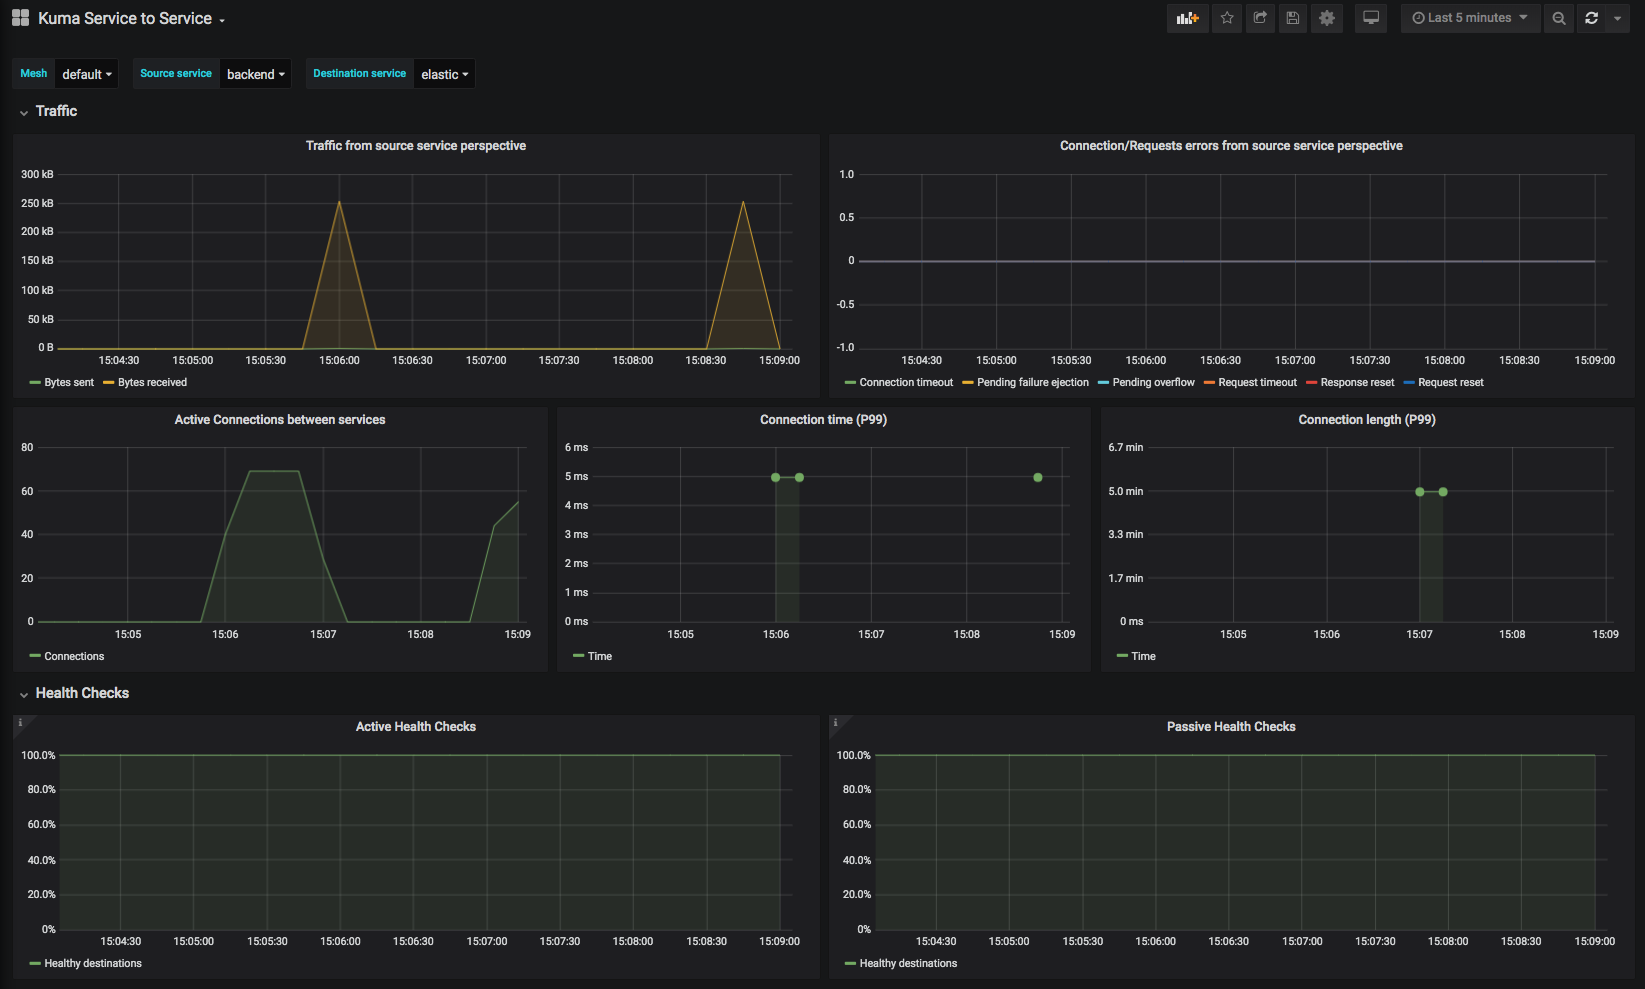 Kuma Service to Service
Last 5 minutes
Mesh default Source service backend Destination service elastic
Traffic
Traffic from source service perspective
300 kB
250 kB
200 kB
150 kB
100 kB
50 kB
0 B
15:04:30 15:05:00 15:05:30 15:06:00 15:06:30 15:07:00 15:07:30 15:08:00 15:08:30 15:09:00
Bytes sent Bytes received
Connection/Requests errors from source service perspective
1.0
0.5
0
-0.5
-1.0
15:04:30 15:05:00 15:05:30 15:06:00 15:06:30 15:07:00 15:07:30 15:08:00 15:08:30 15:09:00
Connection timeout Pending failure ejection Pending overflow Request timeout Response reset Request reset
Active Connections between services
80
60
40
20
0
15:05 15:06 15:07 15:08 15:09
Connections
Connection time (P99)
6 ms
5 ms
4 ms
3 ms
2 ms
1 ms
0 ms
15:05 15:06 15:07 15:08 15:09
Time
Connection length (P99)
6.7 min
5.0 min
3.3 min
1.7 min
0 ms
15:05 15:06 15:07 15:08 15:09
Time
Health Checks
i
Active Health Checks
100.0%
80.0%
60.0%
40.0%
20.0%
0%
15:04:30 15:05:00 15:05:30 15:06:00 15:06:30 15:07:00 15:07:30 15:08:00 15:08:30 15:09:00
Healthy destinations
i
Passive Health Checks
100.0%
80.0%
60.0%
40.0%
20.0%
0%
15:04:30 15:05:00 15:05:30 15:06:00 15:06:30 15:07:00 15:07:30 15:08:00 15:08:30 15:09:00
Healthy destinations